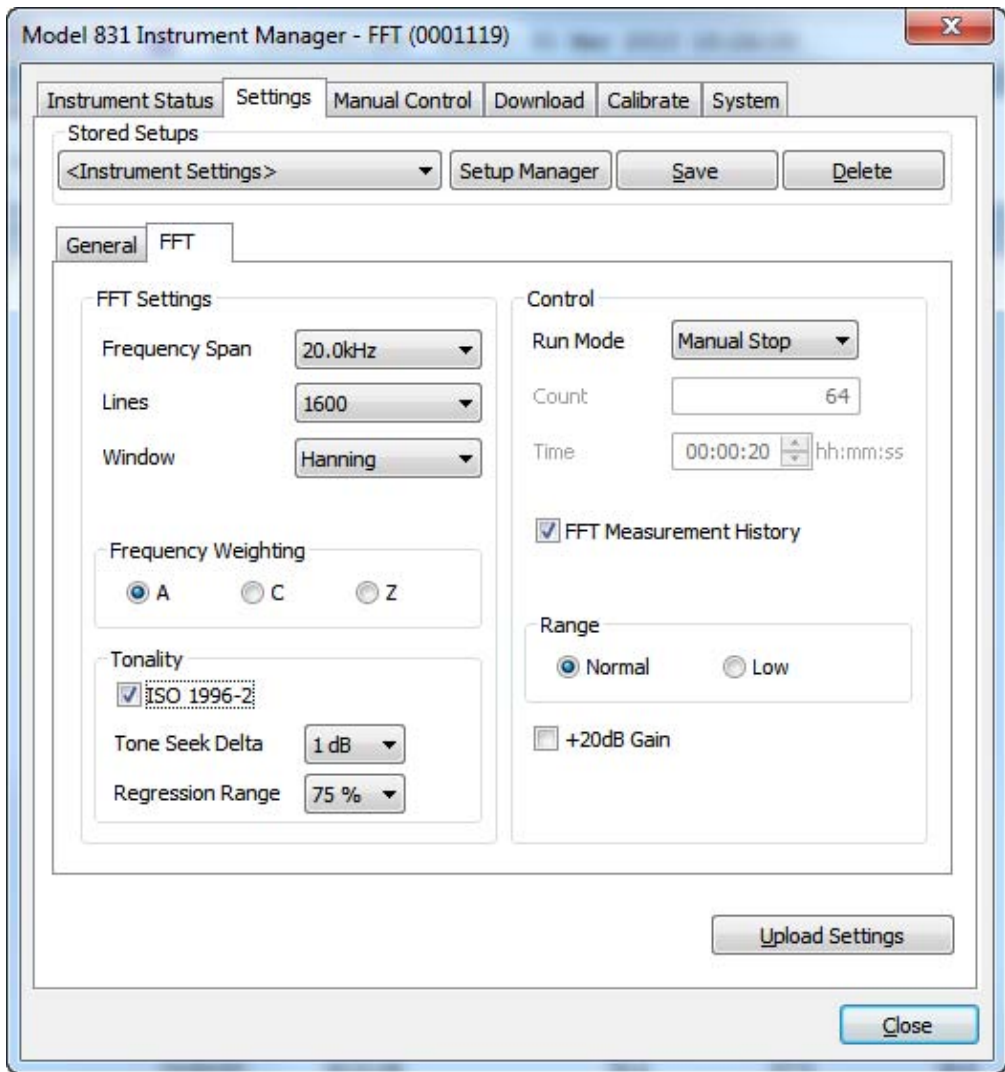 Model 831 Instrument Manager - FFT (0001119)
Instrument Status Settings Manual Control Download Calibrate System
Stored Setups
<Instrument Settings> Setup Manager Save Delete
General FFT
FFT Settings
Frequency Span 20.0kHz
Lines 1600
Window Hanning
Frequency Weighting
A C Z
Tonality
ISO 1996-2
Tone Seek Delta 1 dB
Regression Range 75 %
Control
Run Mode Manual Stop
Count 64
Time 00:00:20 hh:mm:ss
FFT Measurement History
Range
Normal Low
+20dB Gain
Upload Settings
Close